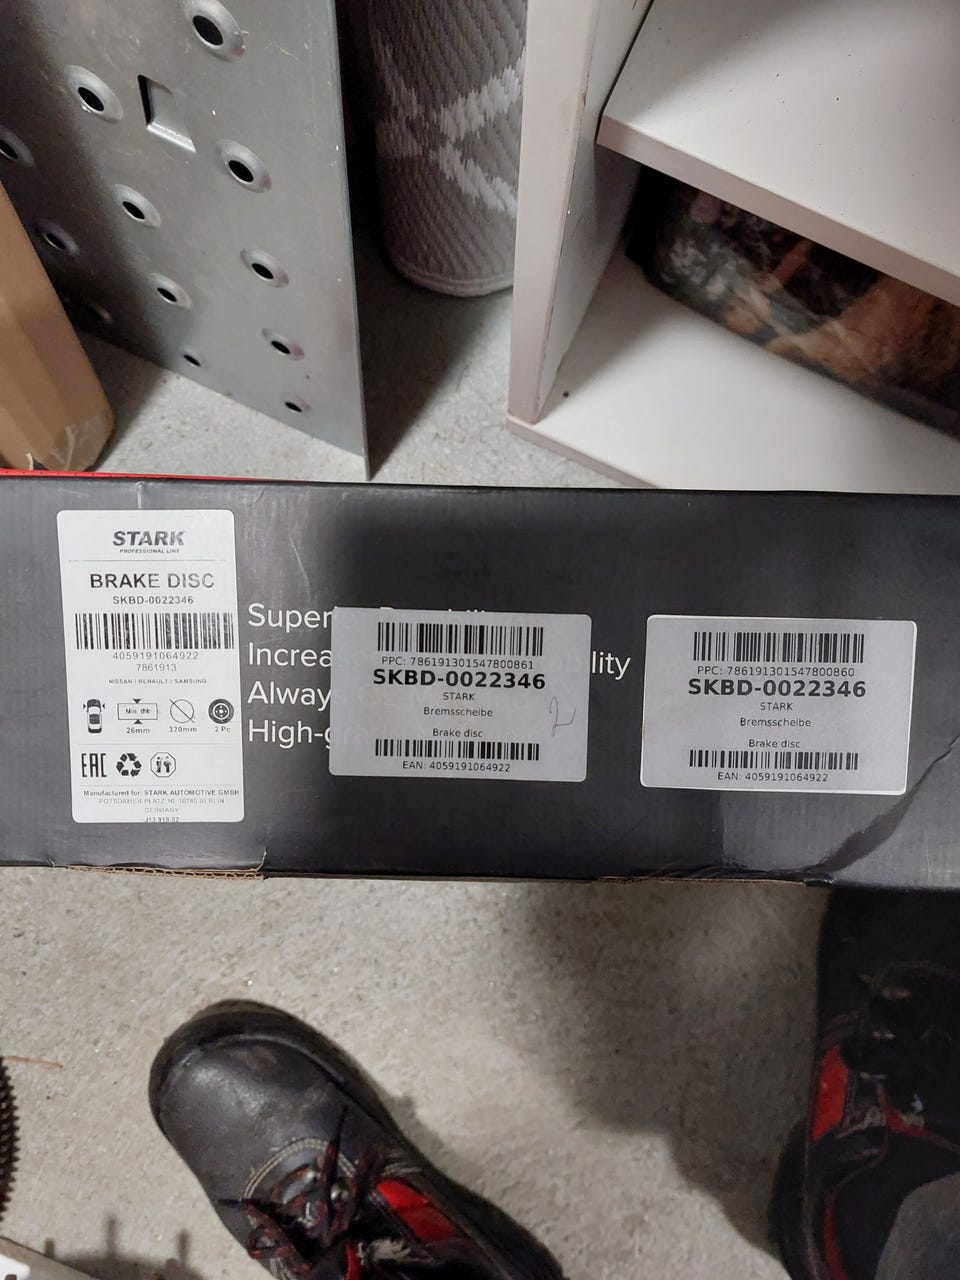 STARK
PROFESSIONAL LINE
BRAKE DISC
SKBD-0022346
4059191064922
7861913
NISSAN / RENAULT / SAMSUNG
Min. thk
26mm
320mm
2 Pc
EAC
Manufactured for: STARK AUTOMOTIVE GMBH
POTSDAMER PLATZ 10, 10785 BERLIN
GERMANY
Super
Increa
lity
Alway
High-g
PPC: 786191301547800861
SKBD-0022346
STARK
Bremsscheibe
2
Brake disc
EAN: 4059191064922
PPC: 786191301547800860
SKBD-0022346
STARK
Bremsscheibe
Brake disc
EAN: 4059191064922